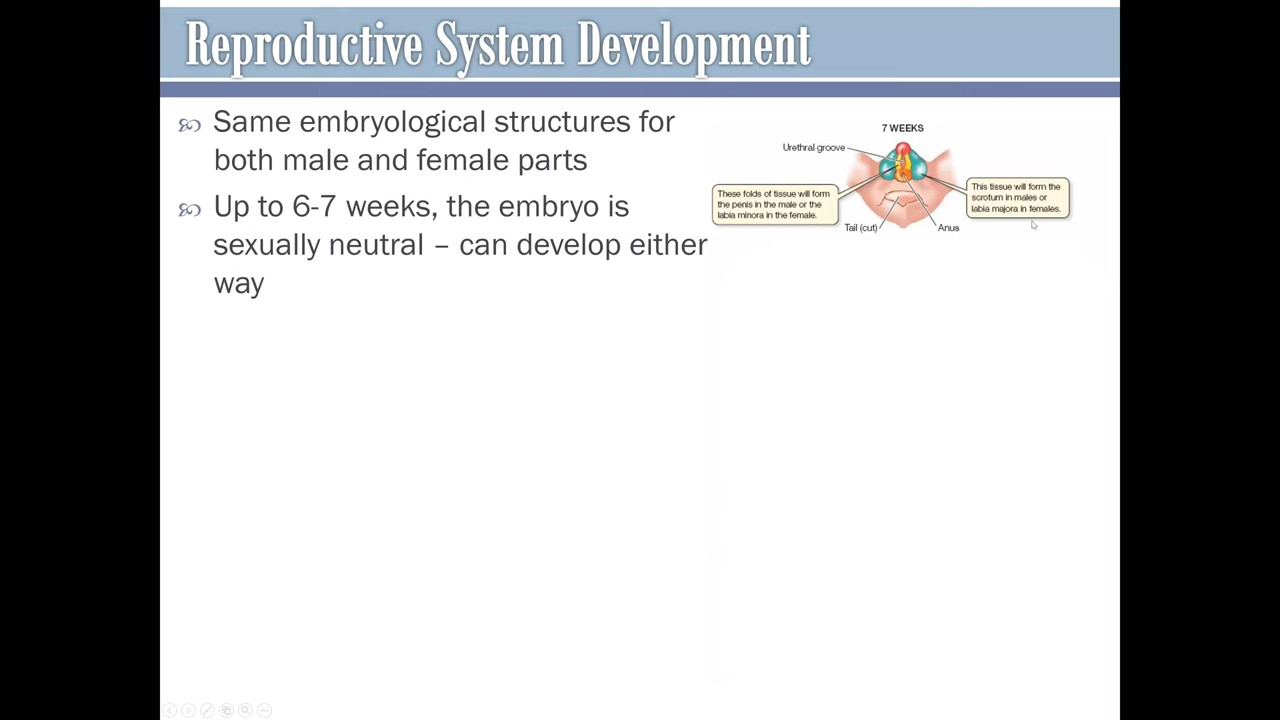 Reproductive System Development
Same embryological structures for
both male and female parts
Up to 6-7 weeks, the embryo is
sexually neutral – can develop either
way
7 WEEKS
Urethral groove
These folds of tissue will form
the penis in the male or the
labia minora in the female.
This tissue will form the
scrotum in males or
labia majora in females.
Tail (cut)
Anus